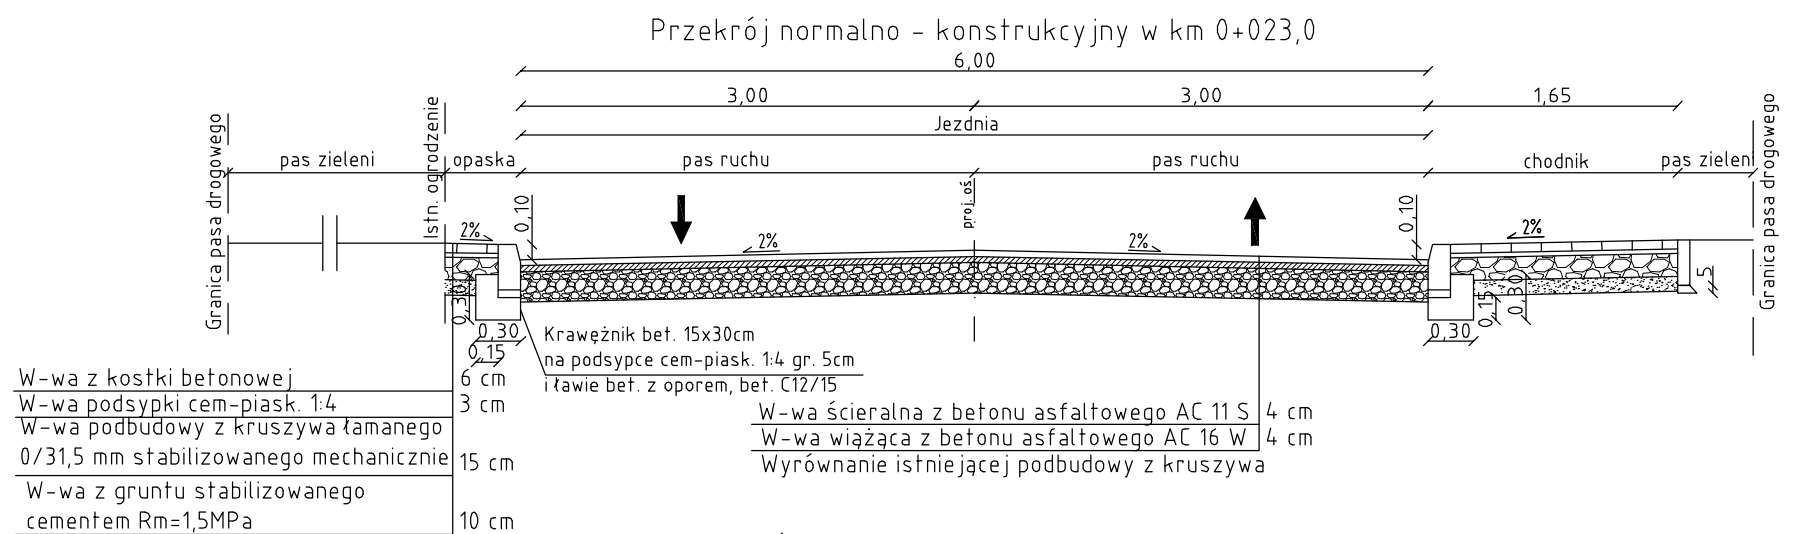 Przekrój normalno - konstrukcyjny w km 0+023,0
6,00
3,00 3,00 1,65
Jezdnia
pas zieleni opaska pas ruchu pas ruchu chodnik pas zieleni
Granica pasa drogowego
Istn. ogrodzenie
proj. oś
Granica pasa drogowego
0,10 0,10
2% 2% 2% 2%
0,30 0,15 0,30 5
0,30 0,30
0,15
Krawężnik bet. 15x30cm
na podsypce cem-piask. 1:4 gr. 5cm
i ławie bet. z oporem, bet. C12/15
W-wa z kostki betonowej 6 cm
W-wa podsypki cem-piask. 1:4 3 cm
W-wa podbudowy z kruszywa łamanego
0/31,5 mm stabilizowanego mechanicznie 15 cm
W-wa z gruntu stabilizowanego
cementem Rm=1,5MPa 10 cm
W-wa ścieralna z betonu asfaltowego AC 11 S 4 cm
W-wa wiążąca z betonu asfaltowego AC 16 W 4 cm
Wyrównanie istniejącej podbudowy z kruszywa